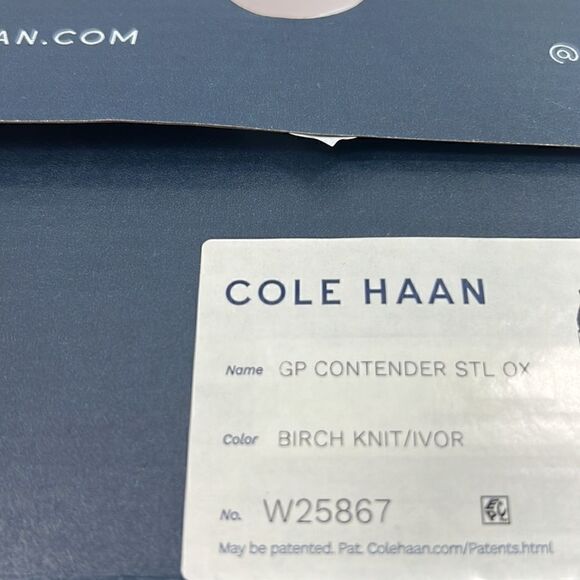 AN.COM
@
COLE HAAN
Name GP CONTENDER STL OX
Color BIRCH KNIT/IVOR
No. W25867
May be patented. Pat. Colehaan.com/Patents.html